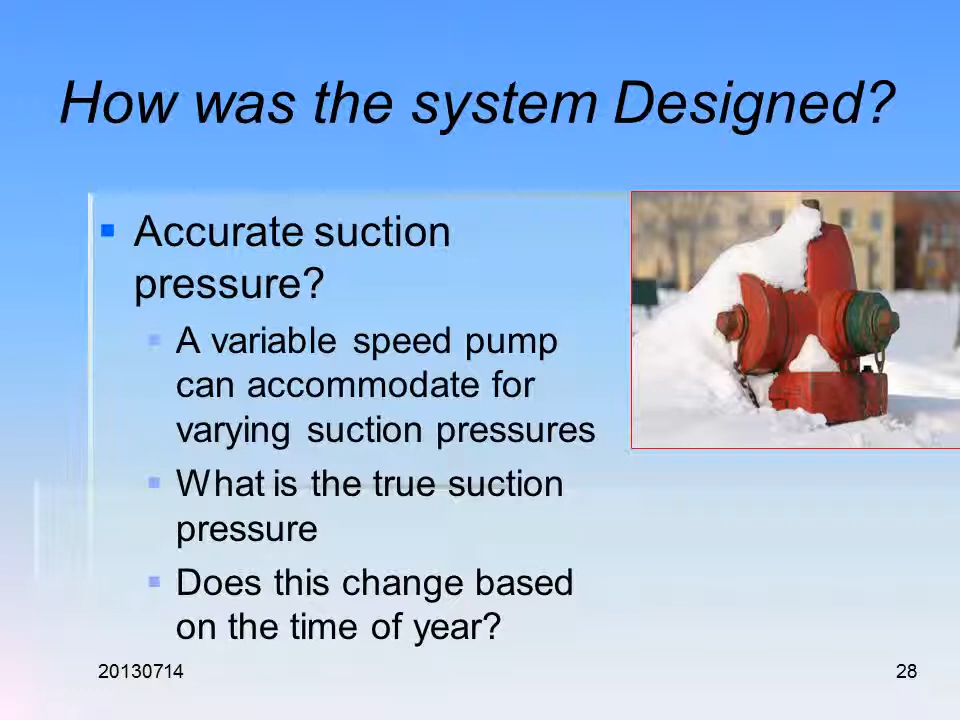 How was the system Designed?
Accurate suction
pressure?
A variable speed pump
can accommodate for
varying suction pressures
What is the true suction
pressure
Does this change based
on the time of year?
20130714
28